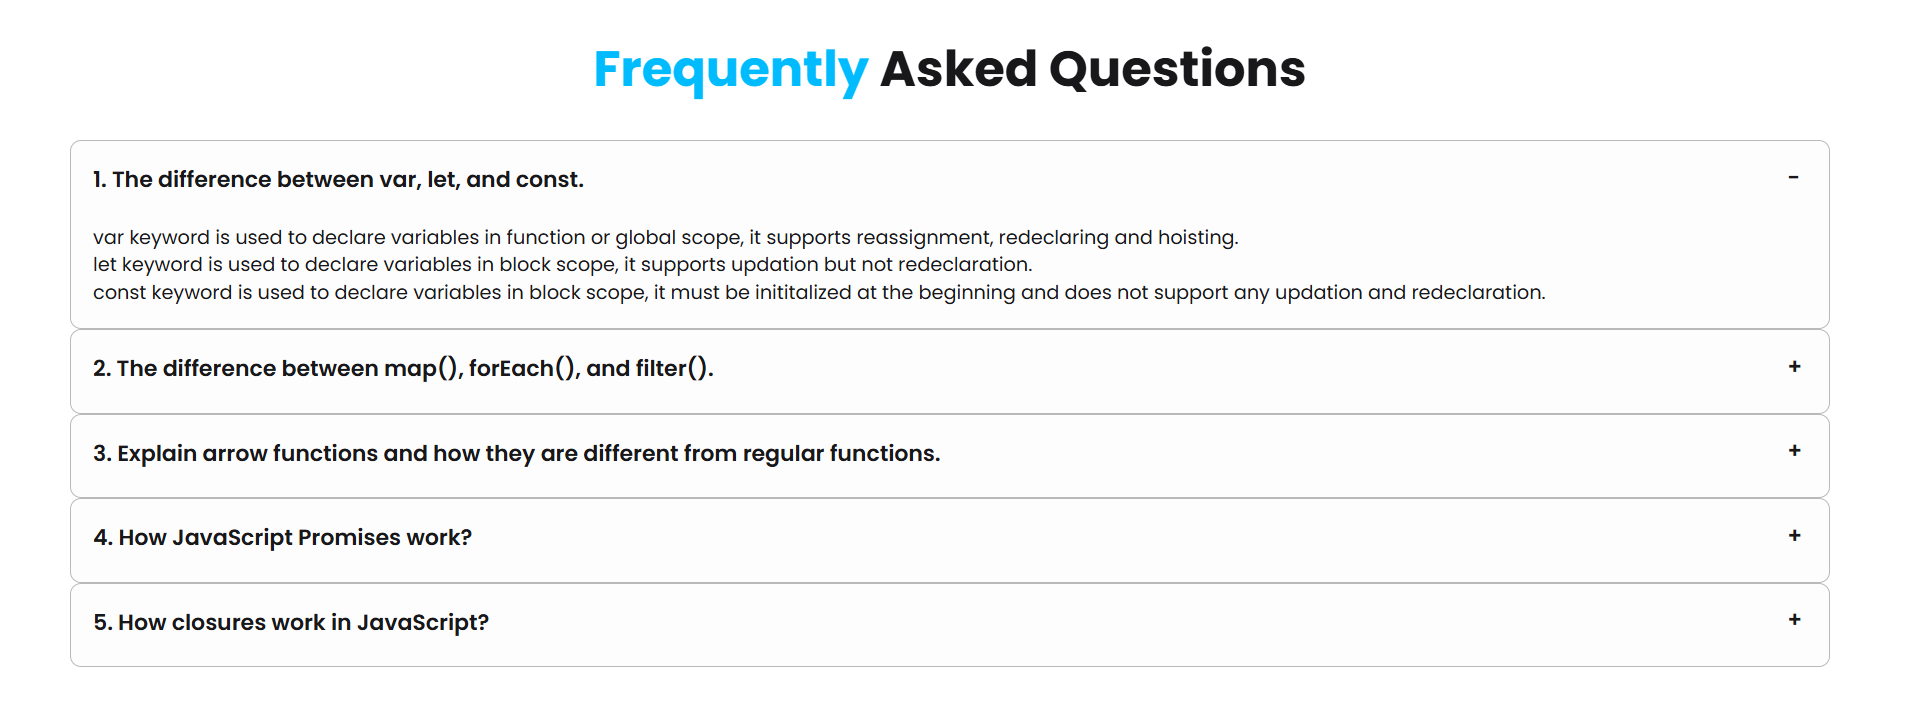 Frequently Asked Questions
1. The difference between var, let, and const.
-
var keyword is used to declare variables in function or global scope, it supports reassignment, redeclaring and hoisting.
let keyword is used to declare variables in block scope, it supports updation but not redeclaration.
const keyword is used to declare variables in block scope, it must be inititalized at the beginning and does not support any updation and redeclaration.
2. The difference between map(), forEach(), and filter().
+
3. Explain arrow functions and how they are different from regular functions.
+
4. How JavaScript Promises work?
+
5. How closures work in JavaScript?
+